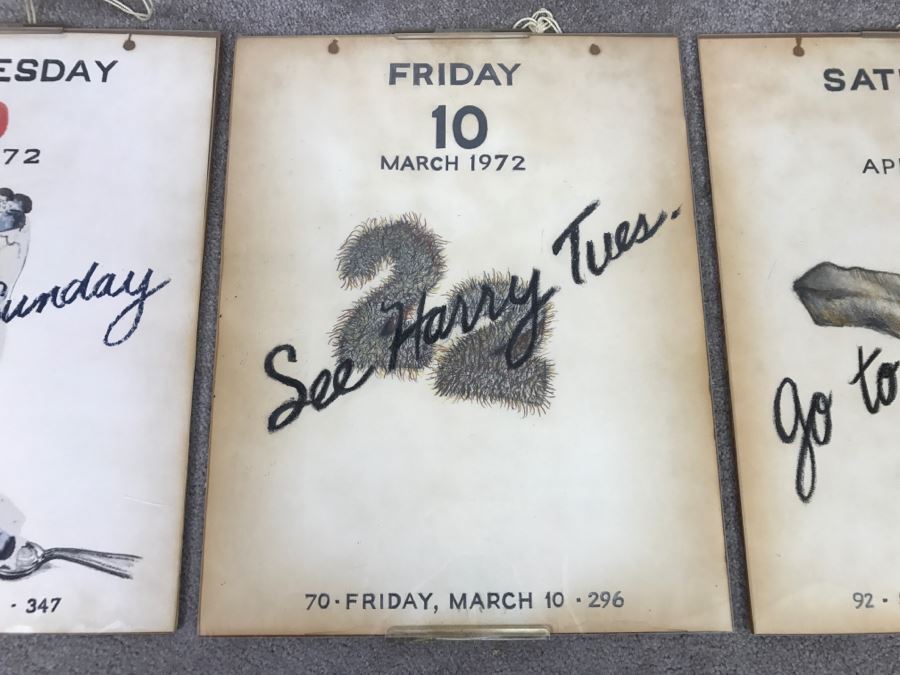 ESDAY
72
Sunday
· 347
FRIDAY
10
MARCH 1972
22
See Harry Tues.
70 · FRIDAY, MARCH 10 · 296
SAT
AP
go to
92 ·